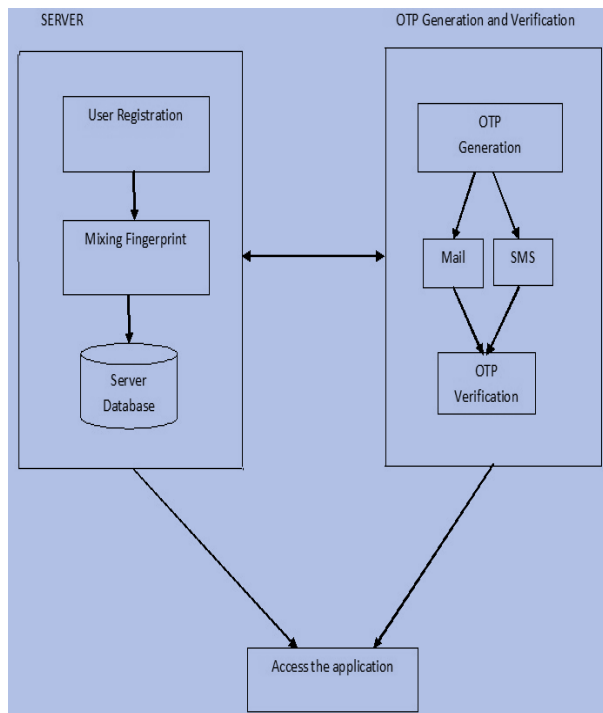 SERVER
OTP Generation and Verification
User Registration
Mixing Fingerprint
Server
Database
OTP
Generation
Mail
SMS
OTP
Verification
Access the application